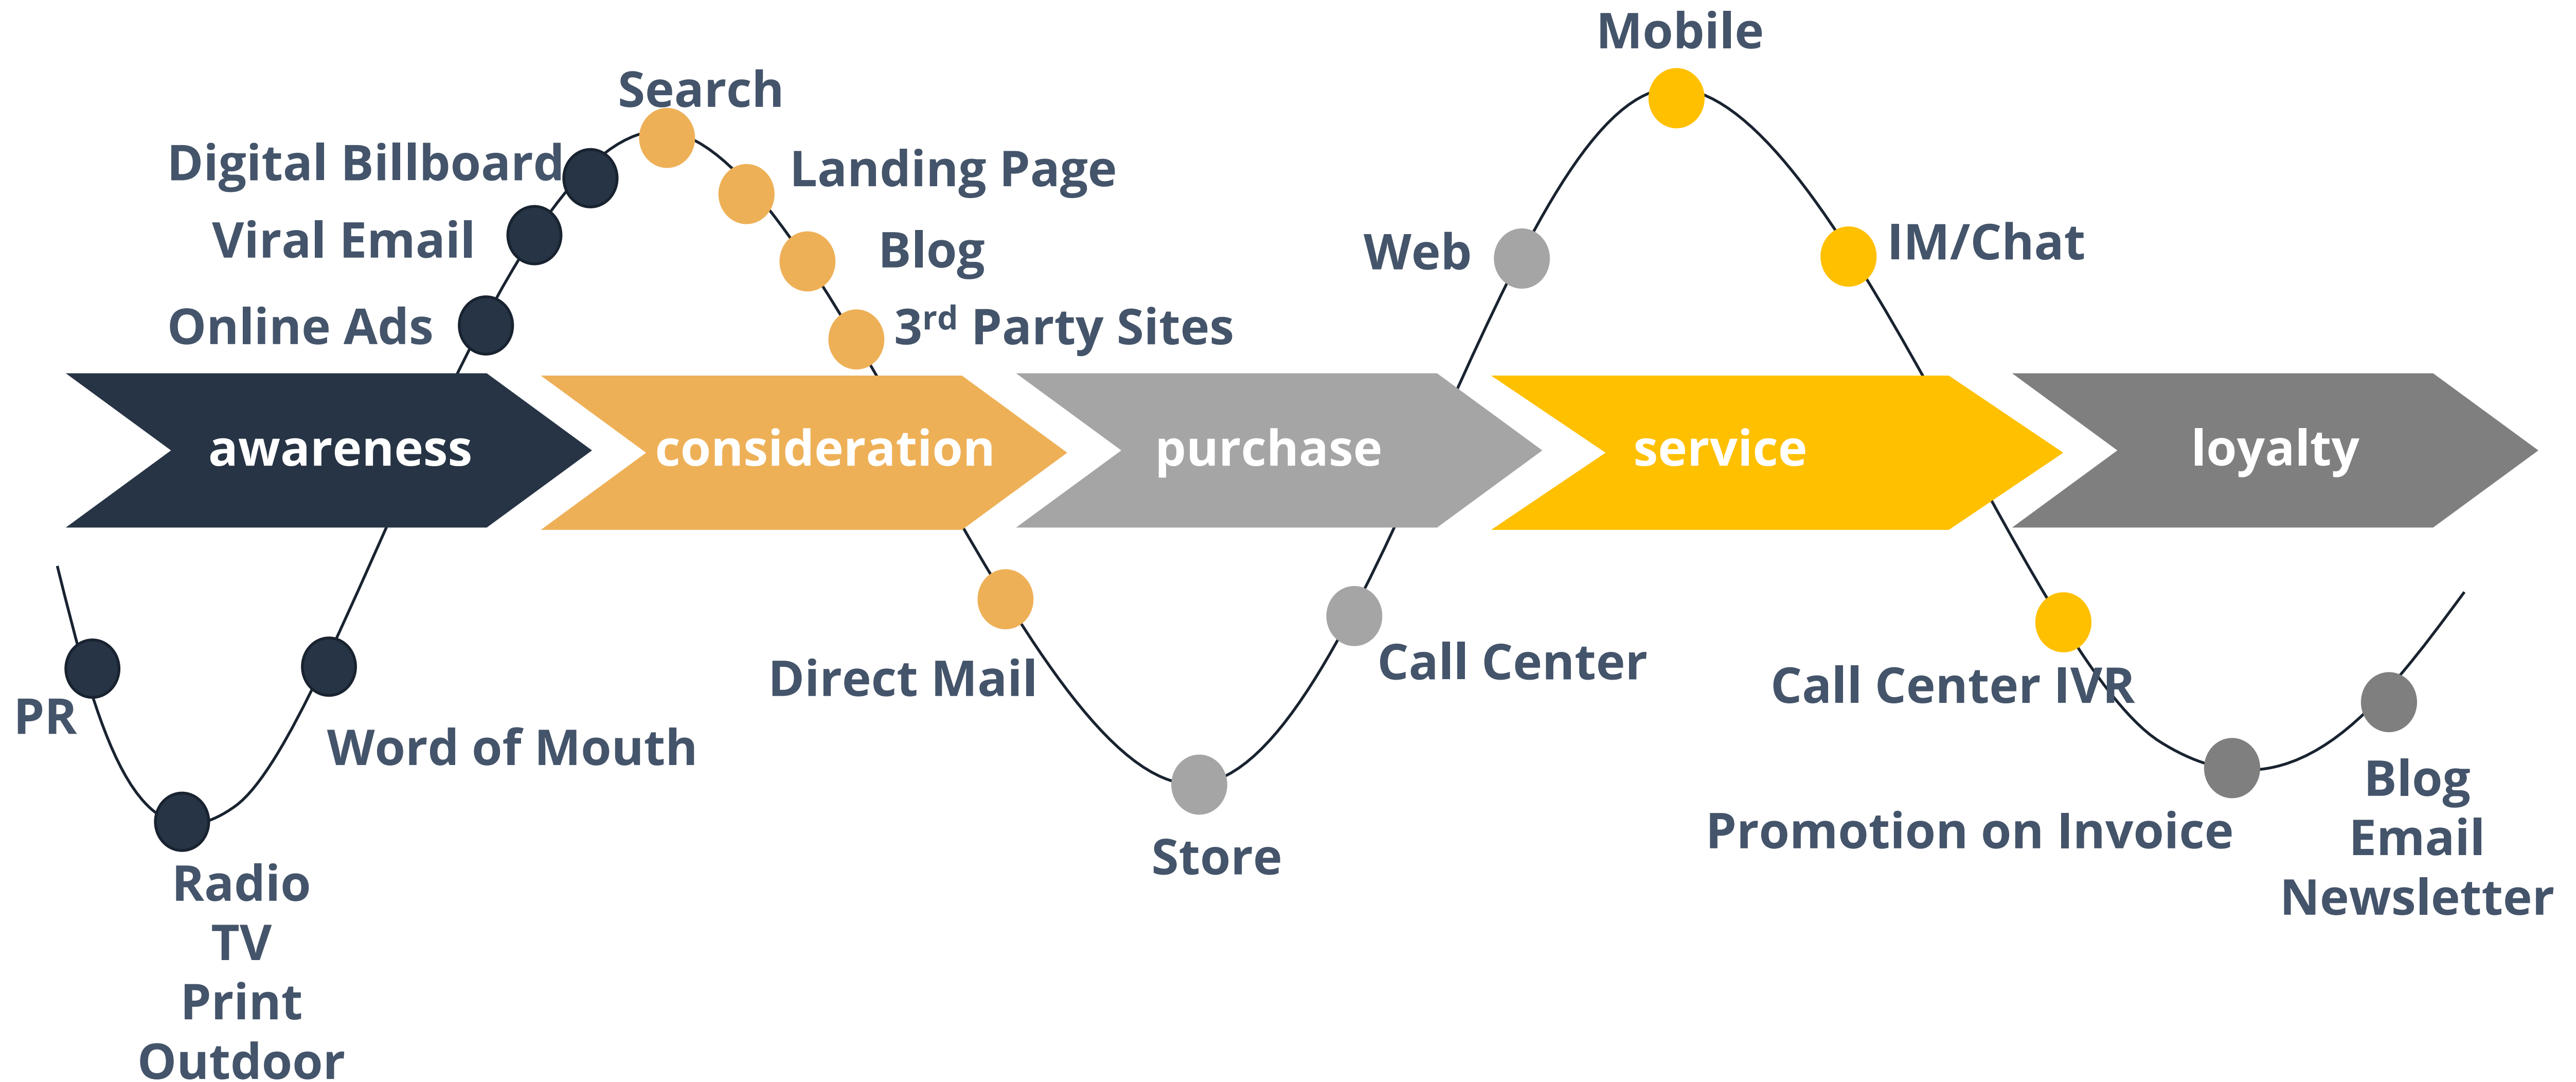 Mobile
Search
Digital Billboard
Landing Page
Viral Email
Blog
Web
IM/Chat
Online Ads
3rd Party Sites
awareness
consideration
purchase
service
loyalty
PR
Word of Mouth
Direct Mail
Call Center
Call Center IVR
Radio
TV
Print
Outdoor
Store
Promotion on Invoice
Blog
Email
Newsletter